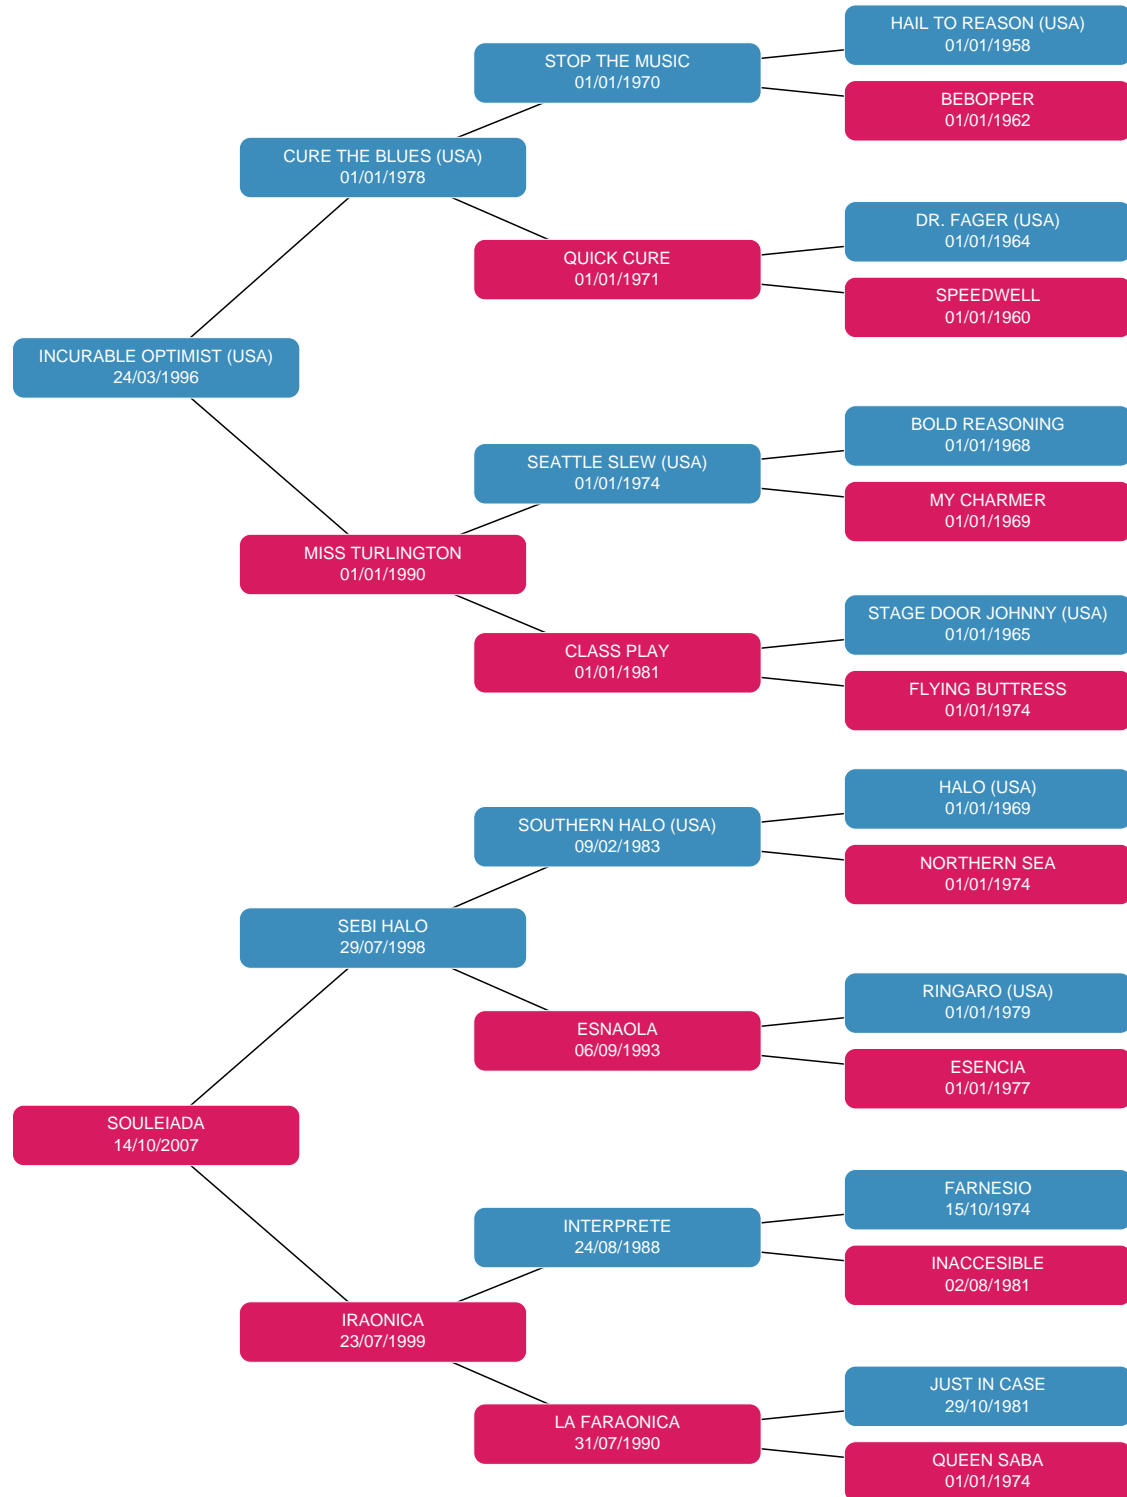 HAIL TO REASON (USA)
01/01/1958
STOP THE MUSIC
01/01/1970
BEBOPPER
01/01/1962
CURE THE BLUES (USA)
01/01/1978
DR. FAGER (USA)
01/01/1964
QUICK CURE
01/01/1971
SPEEDWELL
01/01/1960
INCURABLE OPTIMIST (USA)
24/03/1996
BOLD REASONING
01/01/1968
SEATTLE SLEW (USA)
01/01/1974
MY CHARMER
01/01/1969
MISS TURLINGTON
01/01/1990
STAGE DOOR JOHNNY (USA)
01/01/1965
CLASS PLAY
01/01/1981
FLYING BUTTRESS
01/01/1974
HALO (USA)
01/01/1969
SOUTHERN HALO (USA)
09/02/1983
NORTHERN SEA
01/01/1974
SEBI HALO
29/07/1998
RINGARO (USA)
01/01/1979
ESNAOLA
06/09/1993
ESENCIA
01/01/1977
SOULEIADA
14/10/2007
FARNESIO
15/10/1974
INTERPRETE
24/08/1988
INACCESIBLE
02/08/1981
IRAONICA
23/07/1999
JUST IN CASE
29/10/1981
LA FARAONICA
31/07/1990
QUEEN SABA
01/01/1974